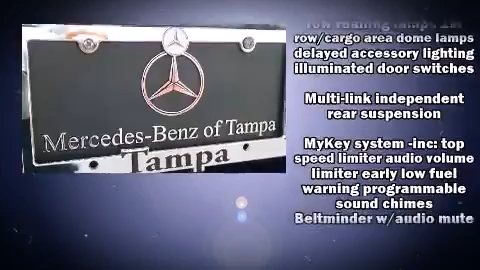 Mercedes-Benz of Tampa
Tampa
row/cargo area dome lamps
delayed accessory lighting
illuminated door switches
Multi-link independent
rear suspension
MyKey system -inc: top
speed limiter audio volume
limiter early low fuel
warning programmable
sound chimes
Beltminder w/audio mute